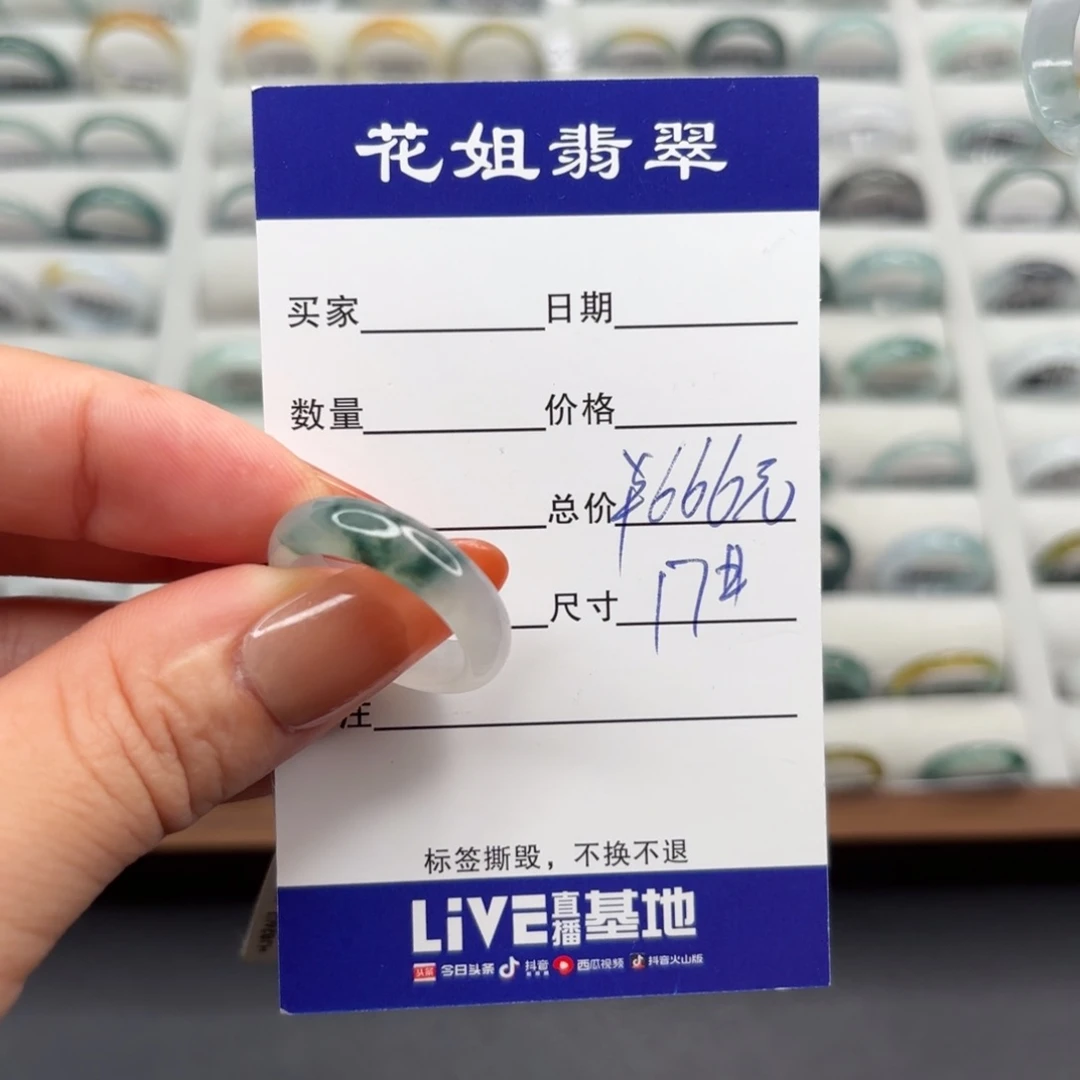 花姐翡翠
买家 日期
数量 价格
总价 ¥666元
尺寸 17#
注
标签撕毁，不换不退
LiVE直播基地
头条 今日头条 抖音 西瓜视频 抖音火山版